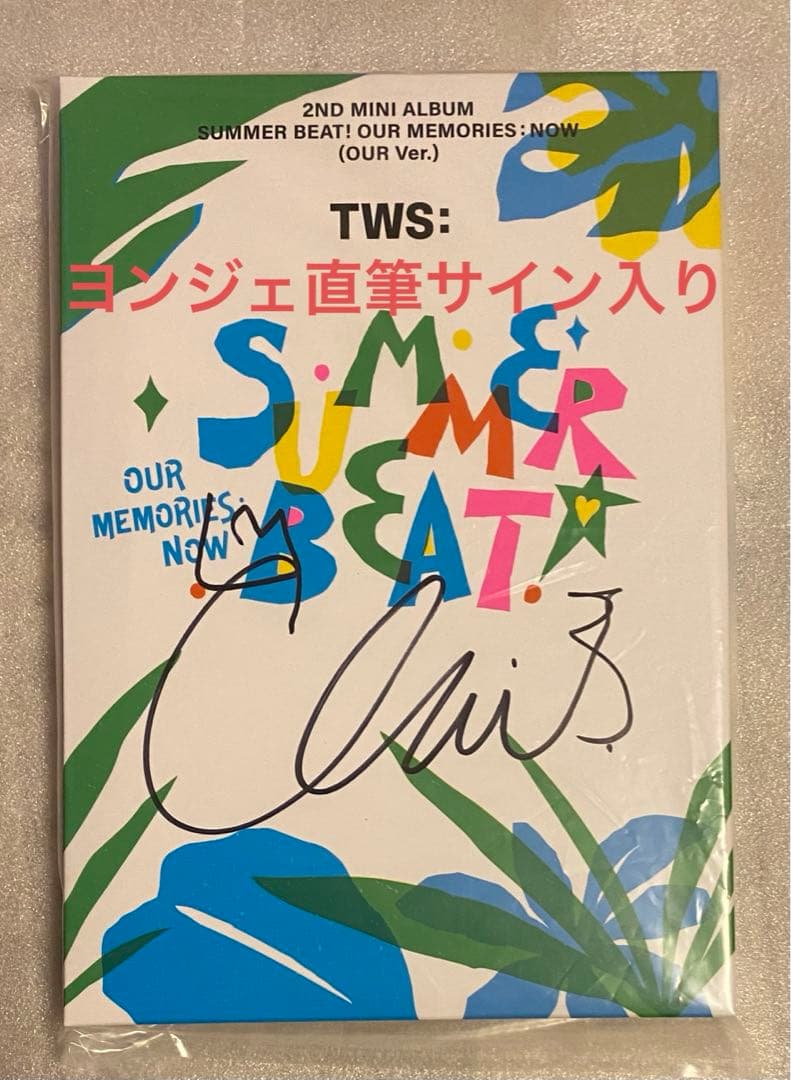 2ND MINI ALBUM
SUMMER BEAT! OUR MEMORIES : NOW
(OUR Ver.)
TWS:
ヨンジェ直筆サイン入り
SUMMER
BEAT!
OUR
MEMORIES:
NOW